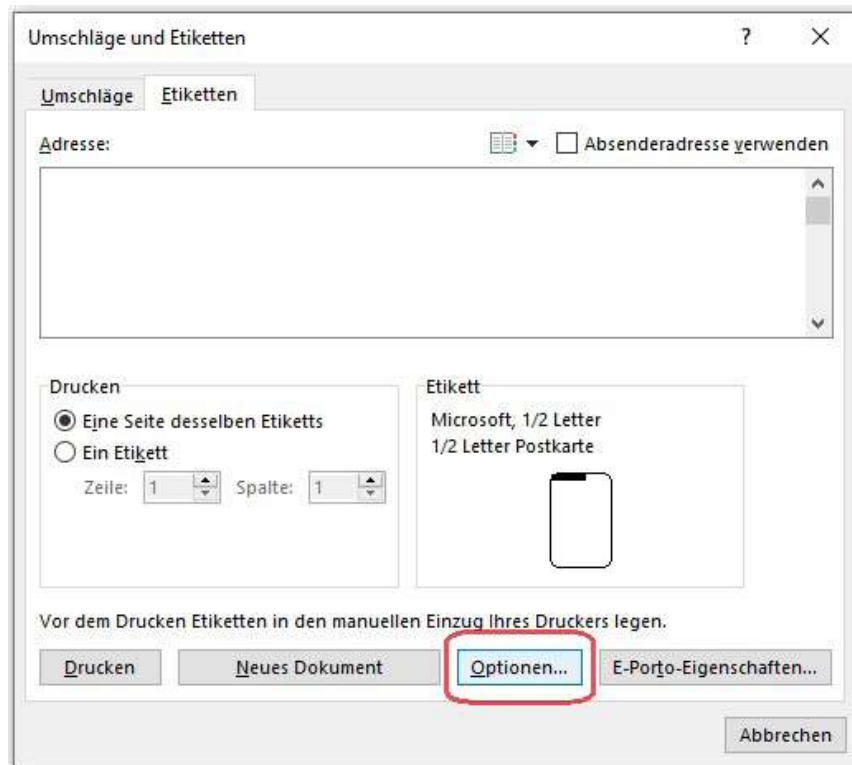 Umschläge und Etiketten ? ×
Umschläge Etiketten
Adresse: Absenderadresse verwenden
Drucken
Eine Seite desselben Etiketts
Ein Etikett
Zeile: 1 Spalte: 1
Etikett
Microsoft, 1/2 Letter
1/2 Letter Postkarte
Vor dem Drucken Etiketten in den manuellen Einzug Ihres Druckers legen.
Drucken Neues Dokument Optionen... E-Porto-Eigenschaften...
Abbrechen